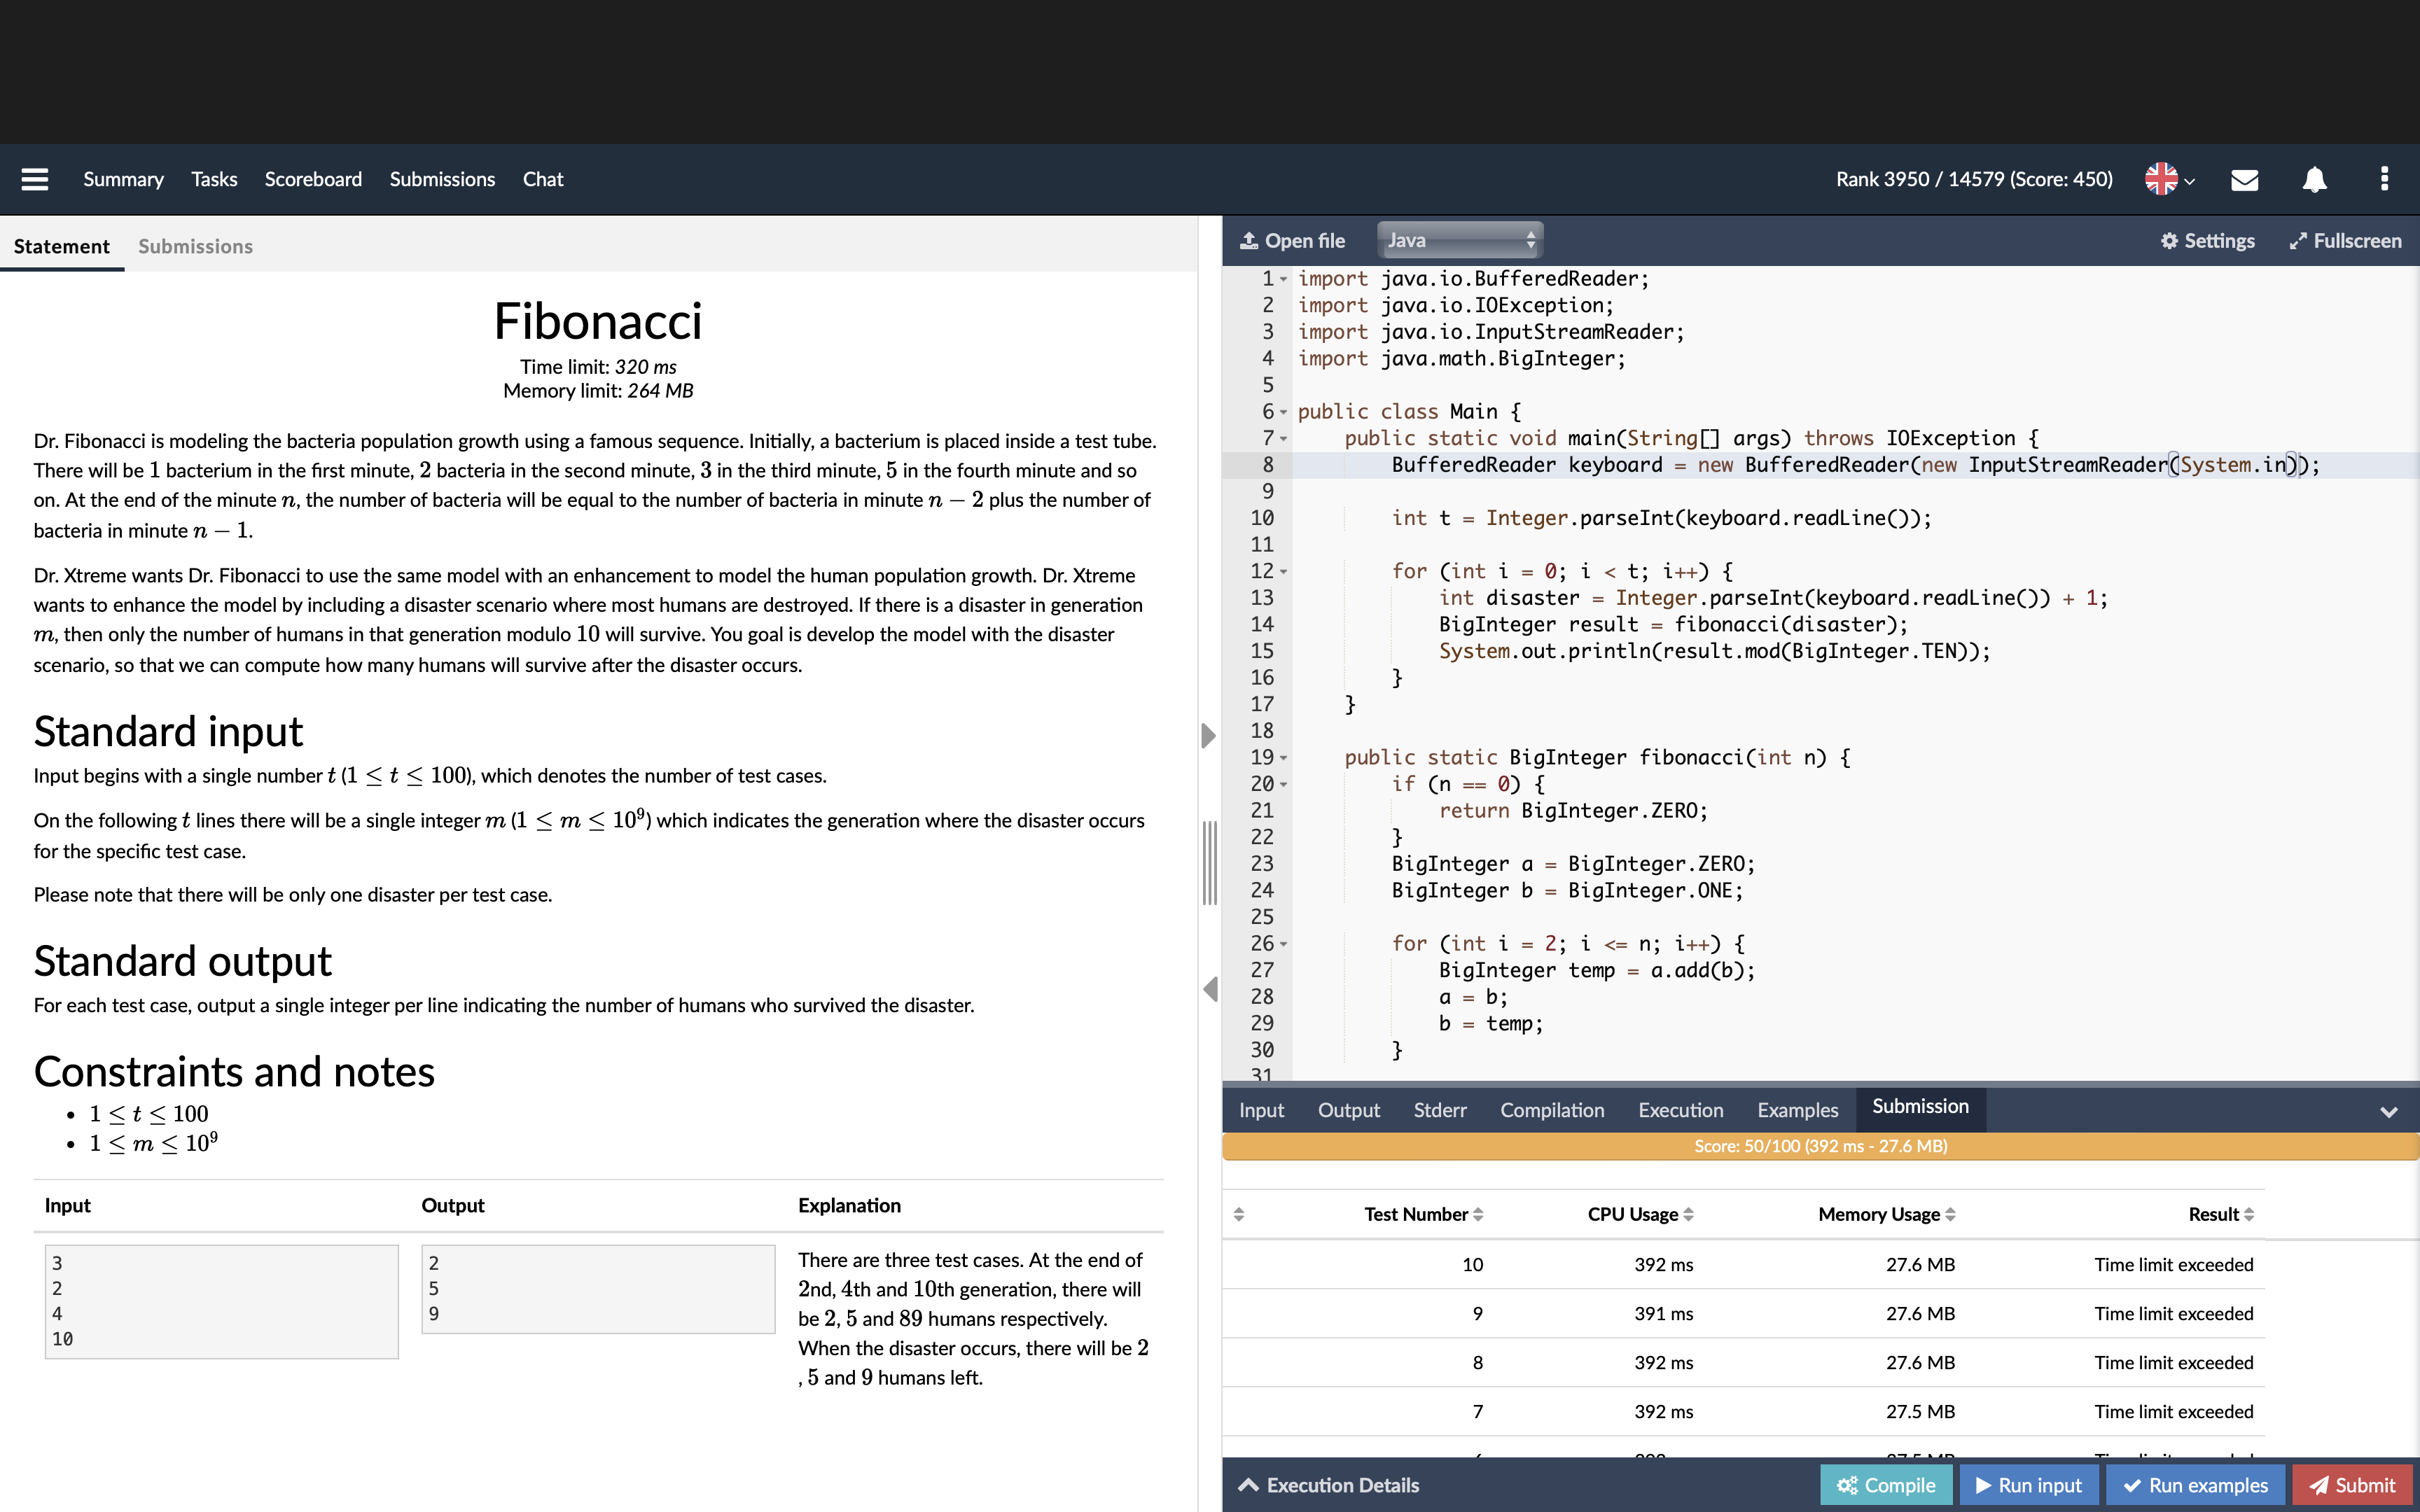 Summary Tasks Scoreboard Submissions Chat
Rank 3950 / 14579 (Score: 450)
Statement Submissions
Fibonacci
Time limit: 320 ms
Memory limit: 264 MB
Dr. Fibonacci is modeling the bacteria population growth using a famous sequence. Initially, a bacterium is placed inside a test tube.
There will be 1 bacterium in the first minute, 2 bacteria in the second minute, 3 in the third minute, 5 in the fourth minute and so
on. At the end of the minute n, the number of bacteria will be equal to the number of bacteria in minute n − 2 plus the number of
bacteria in minute n − 1.
Dr. Xtreme wants Dr. Fibonacci to use the same model with an enhancement to model the human population growth. Dr. Xtreme
wants to enhance the model by including a disaster scenario where most humans are destroyed. If there is a disaster in generation
m, then only the number of humans in that generation modulo 10 will survive. You goal is develop the model with the disaster
scenario, so that we can compute how many humans will survive after the disaster occurs.
Standard input
Input begins with a single number t (1 ≤ t ≤ 100), which denotes the number of test cases.
On the following t lines there will be a single integer m (1 ≤ m ≤ 10⁹) which indicates the generation where the disaster occurs
for the specific test case.
Please note that there will be only one disaster per test case.
Standard output
For each test case, output a single integer per line indicating the number of humans who survived the disaster.
Constraints and notes
• 1 ≤ t ≤ 100
• 1 ≤ m ≤ 10⁹
Input Output Explanation
3
2
4
10
2
5
9
There are three test cases. At the end of
2nd, 4th and 10th generation, there will
be 2, 5 and 89 humans respectively.
When the disaster occurs, there will be 2
, 5 and 9 humans left.
Open file Java Settings Fullscreen
1 import java.io.BufferedReader;
2 import java.io.IOException;
3 import java.io.InputStreamReader;
4 import java.math.BigInteger;
5
6 public class Main {
7 public static void main(String[] args) throws IOException {
8 BufferedReader keyboard = new BufferedReader(new InputStreamReader(System.in));
9
10 int t = Integer.parseInt(keyboard.readLine());
11
12 for (int i = 0; i < t; i++) {
13 int disaster = Integer.parseInt(keyboard.readLine()) + 1;
14 BigInteger result = fibonacci(disaster);
15 System.out.println(result.mod(BigInteger.TEN));
16 }
17 }
18
19 public static BigInteger fibonacci(int n) {
20 if (n == 0) {
21 return BigInteger.ZERO;
22 }
23 BigInteger a = BigInteger.ZERO;
24 BigInteger b = BigInteger.ONE;
25
26 for (int i = 2; i <= n; i++) {
27 BigInteger temp = a.add(b);
28 a = b;
29 b = temp;
30 }
31
Input Output Stderr Compilation Execution Examples Submission
Score: 50/100 (392 ms - 27.6 MB)
Test Number CPU Usage Memory Usage Result
10 392 ms 27.6 MB Time limit exceeded
9 391 ms 27.6 MB Time limit exceeded
8 392 ms 27.6 MB Time limit exceeded
7 392 ms 27.5 MB Time limit exceeded
Execution Details Compile Run input Run examples Submit